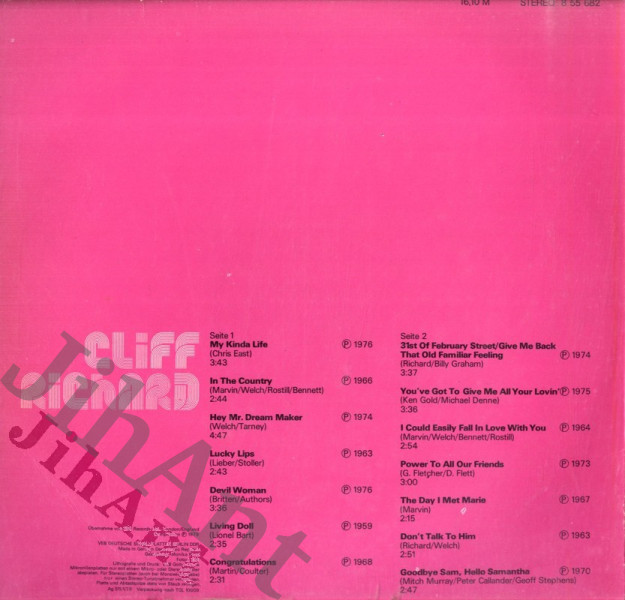 16,10 M STEREO 8 55 682
CLIFF
RICHARD
Seite 1
My Kinda Life ℗ 1976
(Chris East)
3:43
In The Country ℗ 1966
(Marvin/Welch/Rostill/Bennett)
2:44
Hey Mr. Dream Maker ℗ 1974
(Welch/Tarney)
4:47
Lucky Lips ℗ 1963
(Lieber/Stoller)
2:43
Devil Woman ℗ 1976
(Britten/Authors)
3:36
Living Doll ℗ 1959
(Lionel Bart)
2:35
Congratulations ℗ 1968
(Martin/Coulter)
2:31
Seite 2
31st Of February Street/Give Me Back
That Old Familiar Feeling ℗ 1974
(Richard/Billy Graham)
3:37
You've Got To Give Me All Your Lovin' ℗ 1975
(Ken Gold/Michael Denne)
3:36
I Could Easily Fall In Love With You ℗ 1964
(Marvin/Welch/Bennett/Rostill)
2:54
Power To All Our Friends ℗ 1973
(G. Fletcher/D. Flett)
3:00
The Day I Met Marie ℗ 1967
(Marvin)
2:15
Don't Talk To Him ℗ 1963
(Richard/Welch)
2:51
Goodbye Sam, Hello Samantha ℗ 1970
(Mitch Murray/Peter Callander/Geoff Stephens)
2:47
JihAnt
JihAnt